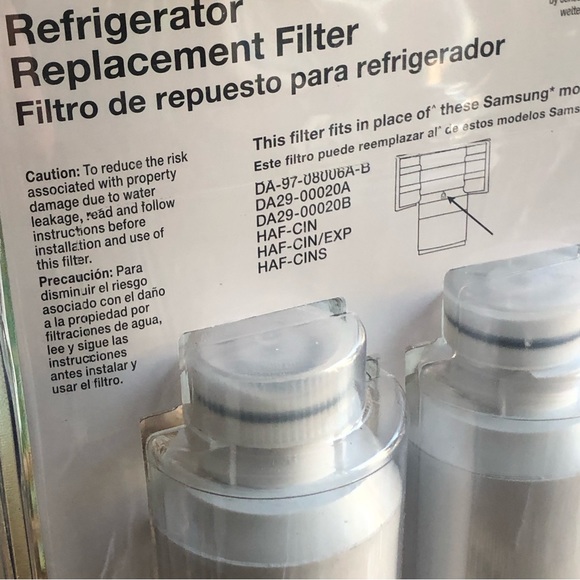 Refrigerator
Replacement Filter
Filtro de repuesto para refrigerador
This filter fits in place of^ these Samsung* mo
Este filtro puede reemplazar al^ de estos modelos Sams
DA-97-08006A-B
DA29-00020A
DA29-00020B
HAF-CIN
HAF-CIN/EXP
HAF-CINS
Caution: To reduce the risk
associated with property
damage due to water
leakage, read and follow
instructions before
installation and use of
this filter.
Precaución: Para
disminuir el riesgo
asociado con el daño
a la propiedad por
filtraciones de agua,
lee y sigue las
instrucciones
antes instalar y
usar el filtro.